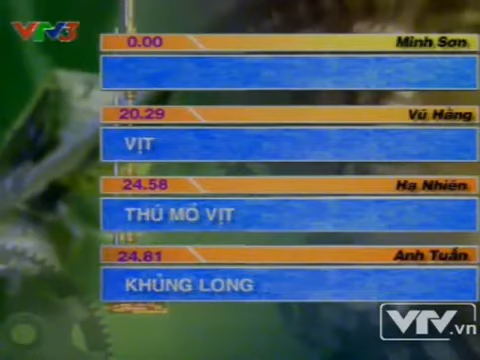 VTV3
0.00 Minh Sơn
20.29 Vũ Hằng
VỊT
24.58 Hạ Nhiên
THÚ MỎ VỊT
24.81 Anh Tuấn
KHỦNG LONG
VTV.vn